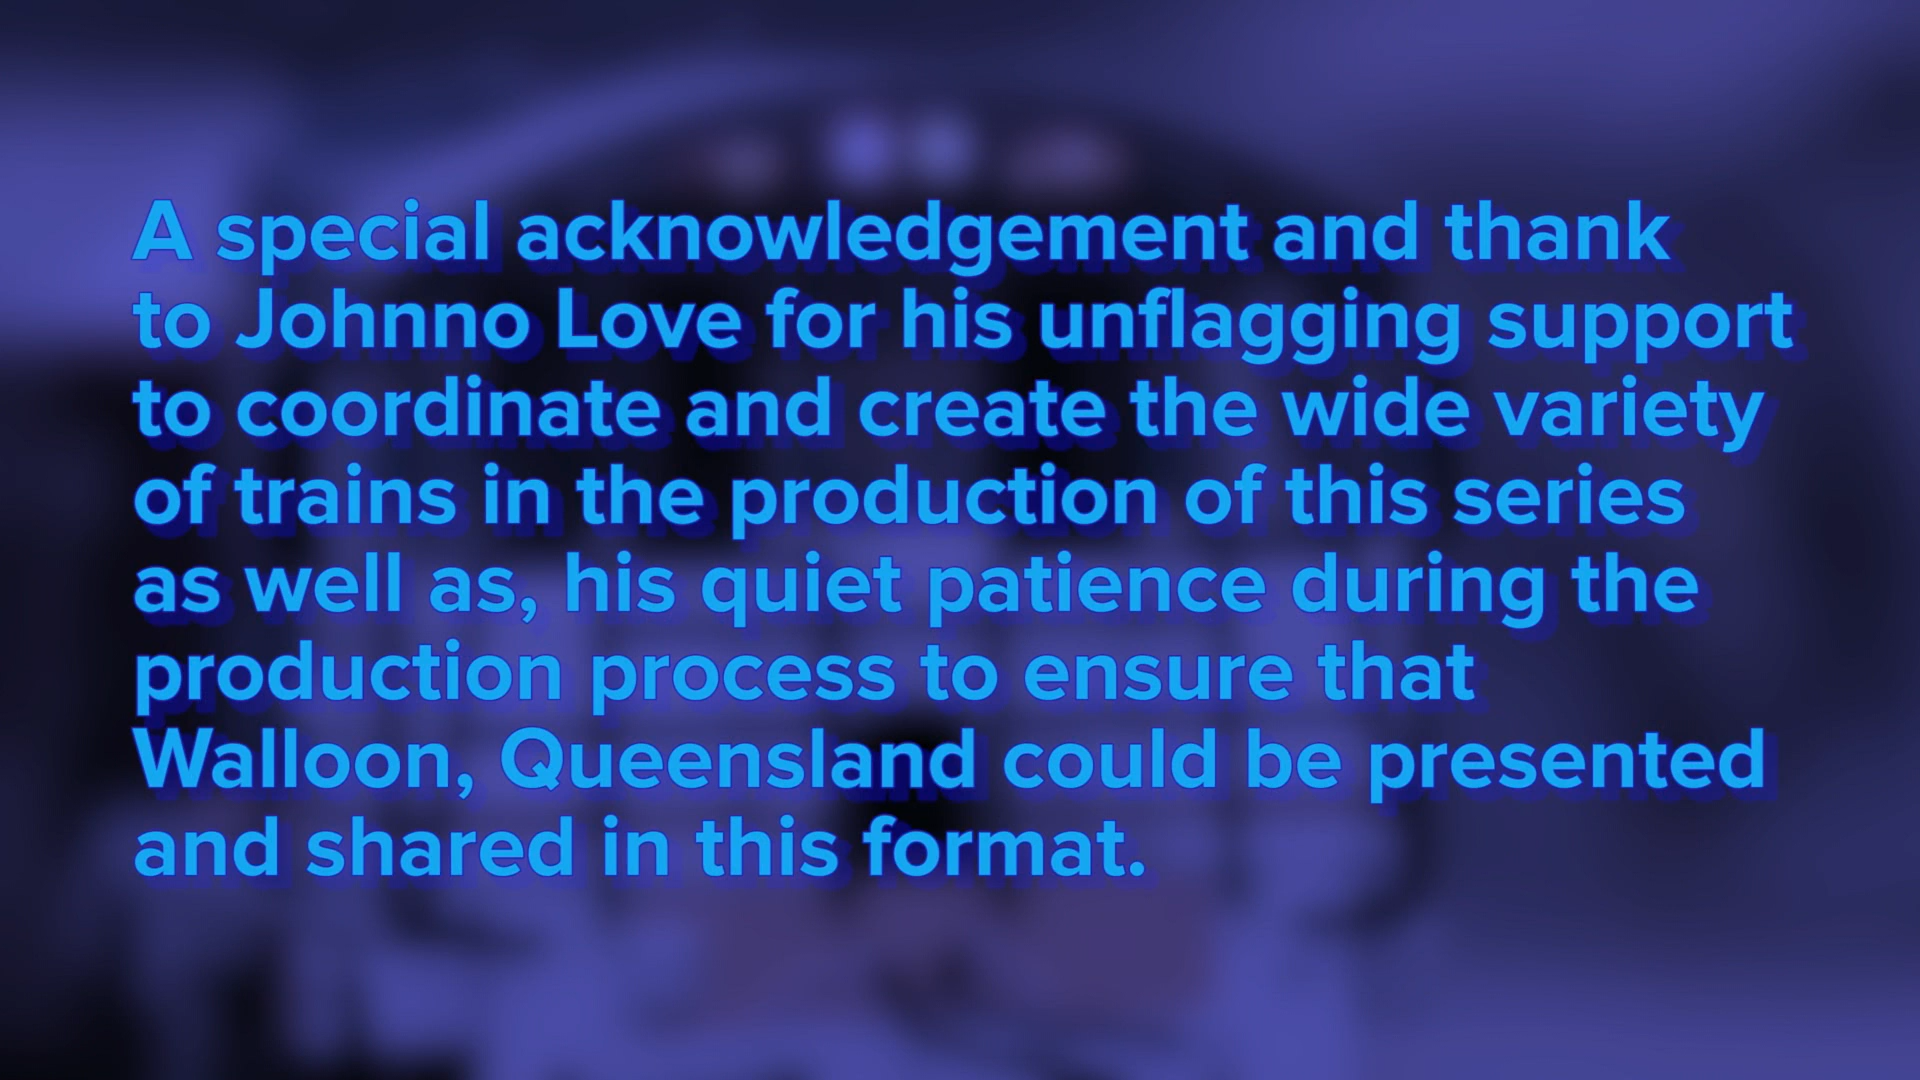 A special acknowledgement and thank
to Johnno Love for his unflagging support
to coordinate and create the wide variety
of trains in the production of this series
as well as, his quiet patience during the
production process to ensure that
Walloon, Queensland could be presented
and shared in this format.